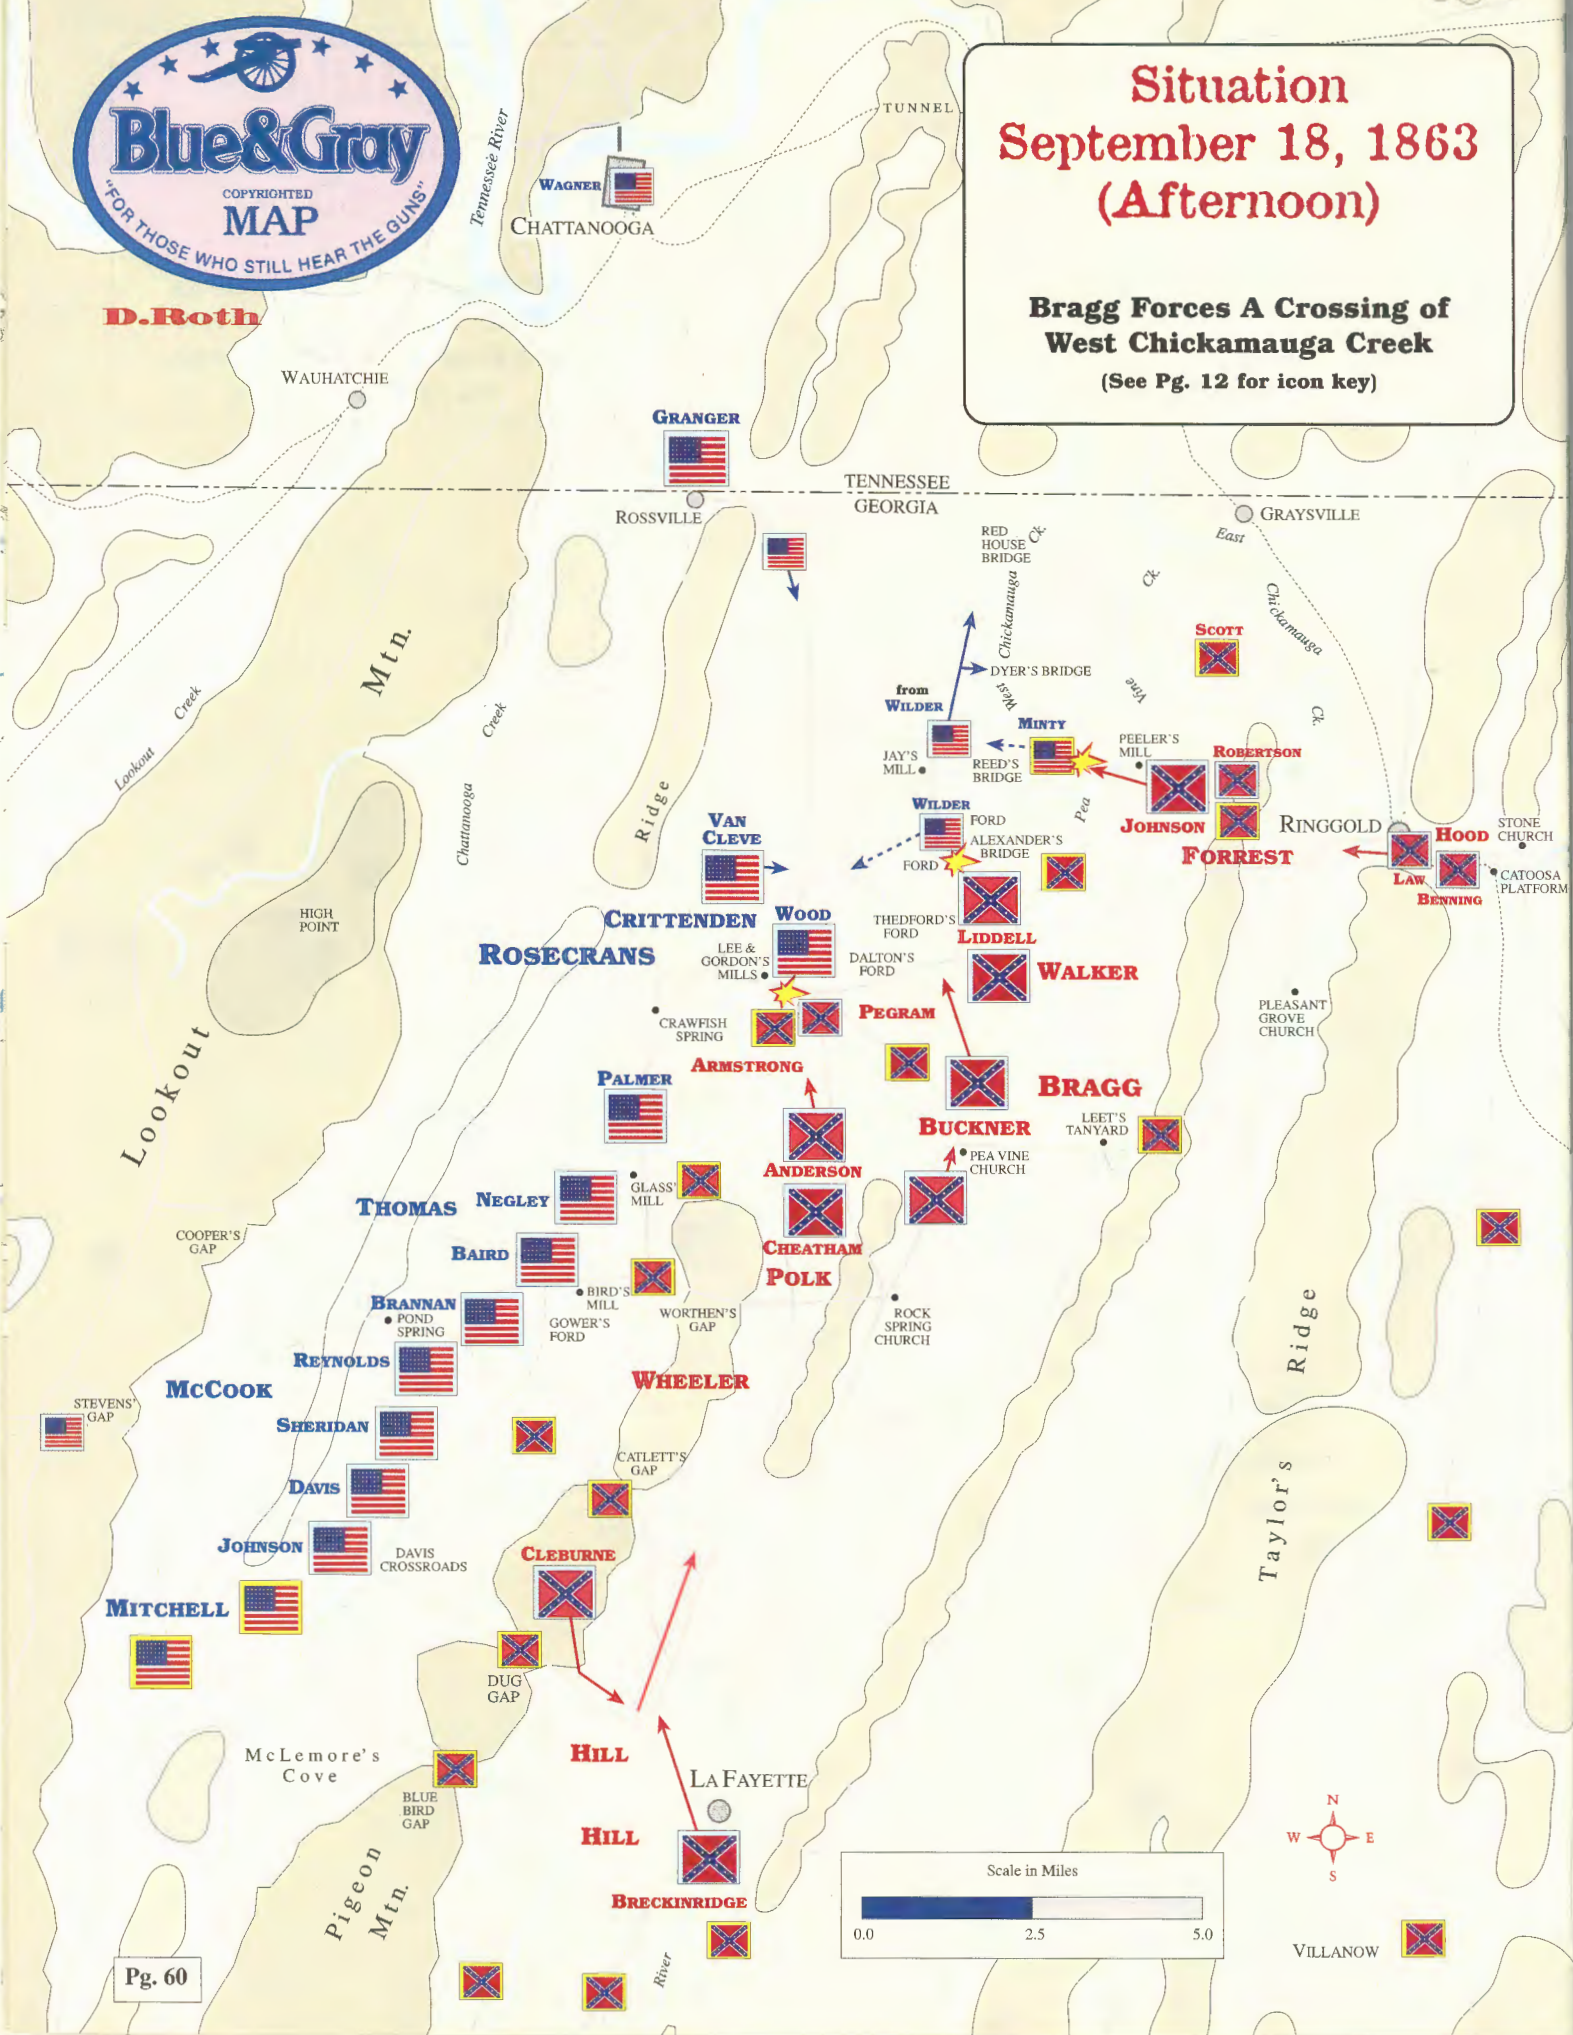 Blue&Gray
COPYRIGHTED
MAP
"FOR THOSE WHO STILL HEAR THE GUNS"
D.Roth
Situation
September 18, 1863
(Afternoon)
Bragg Forces A Crossing of
West Chickamauga Creek
(See Pg. 12 for icon key)
TUNNEL
Tennessee River
WAGNER
CHATTANOOGA
WAUHATCHIE
GRANGER
TENNESSEE
GEORGIA
ROSSVILLE
GRAYSVILLE
RED
HOUSE
BRIDGE
Ck.
East
Chickamauga
Ck.
West
Chickamauga
Vine
Ck.
Pea
SCOTT
DYER'S BRIDGE
from
WILDER
MINTY
JAY'S
MILL
REED'S
BRIDGE
PEELER'S
MILL
ROBERTSON
JOHNSON
FORREST
RINGGOLD
HOOD
STONE
CHURCH
LAW
BENNING
CATOOSA
PLATFORM
Lookout
Creek
Mtn.
Chattanooga
Creek
Ridge
WILDER
FORD
ALEXANDER'S
BRIDGE
FORD
VAN
CLEVE
CRITTENDEN
WOOD
ROSECRANS
LEE &
GORDON'S
MILLS
THEDFORD'S
FORD
LIDDELL
DALTON'S
FORD
WALKER
HIGH
POINT
CRAWFISH
SPRING
PEGRAM
ARMSTRONG
PLEASANT
GROVE
CHURCH
Lookout
PALMER
BRAGG
BUCKNER
LEET'S
TANYARD
ANDERSON
PEA VINE
CHURCH
GLASS'
MILL
THOMAS
NEGLEY
CHEATHAM
POLK
COOPER'S
GAP
BAIRD
BIRD'S
MILL
BRANNAN
POND
SPRING
GOWER'S
FORD
WORTHEN'S
GAP
ROCK
SPRING
CHURCH
REYNOLDS
McCOOK
WHEELER
Ridge
STEVENS'
GAP
SHERIDAN
CATLETT'S
GAP
DAVIS
Taylor's
JOHNSON
DAVIS
CROSSROADS
CLEBURNE
MITCHELL
DUG
GAP
McLemore's
Cove
HILL
LA FAYETTE
BLUE
BIRD
GAP
HILL
Pigeon
Mtn.
BRECKINRIDGE
N
W
E
S
Scale in Miles
0.0
2.5
5.0
VILLANOW
River
Pg. 60